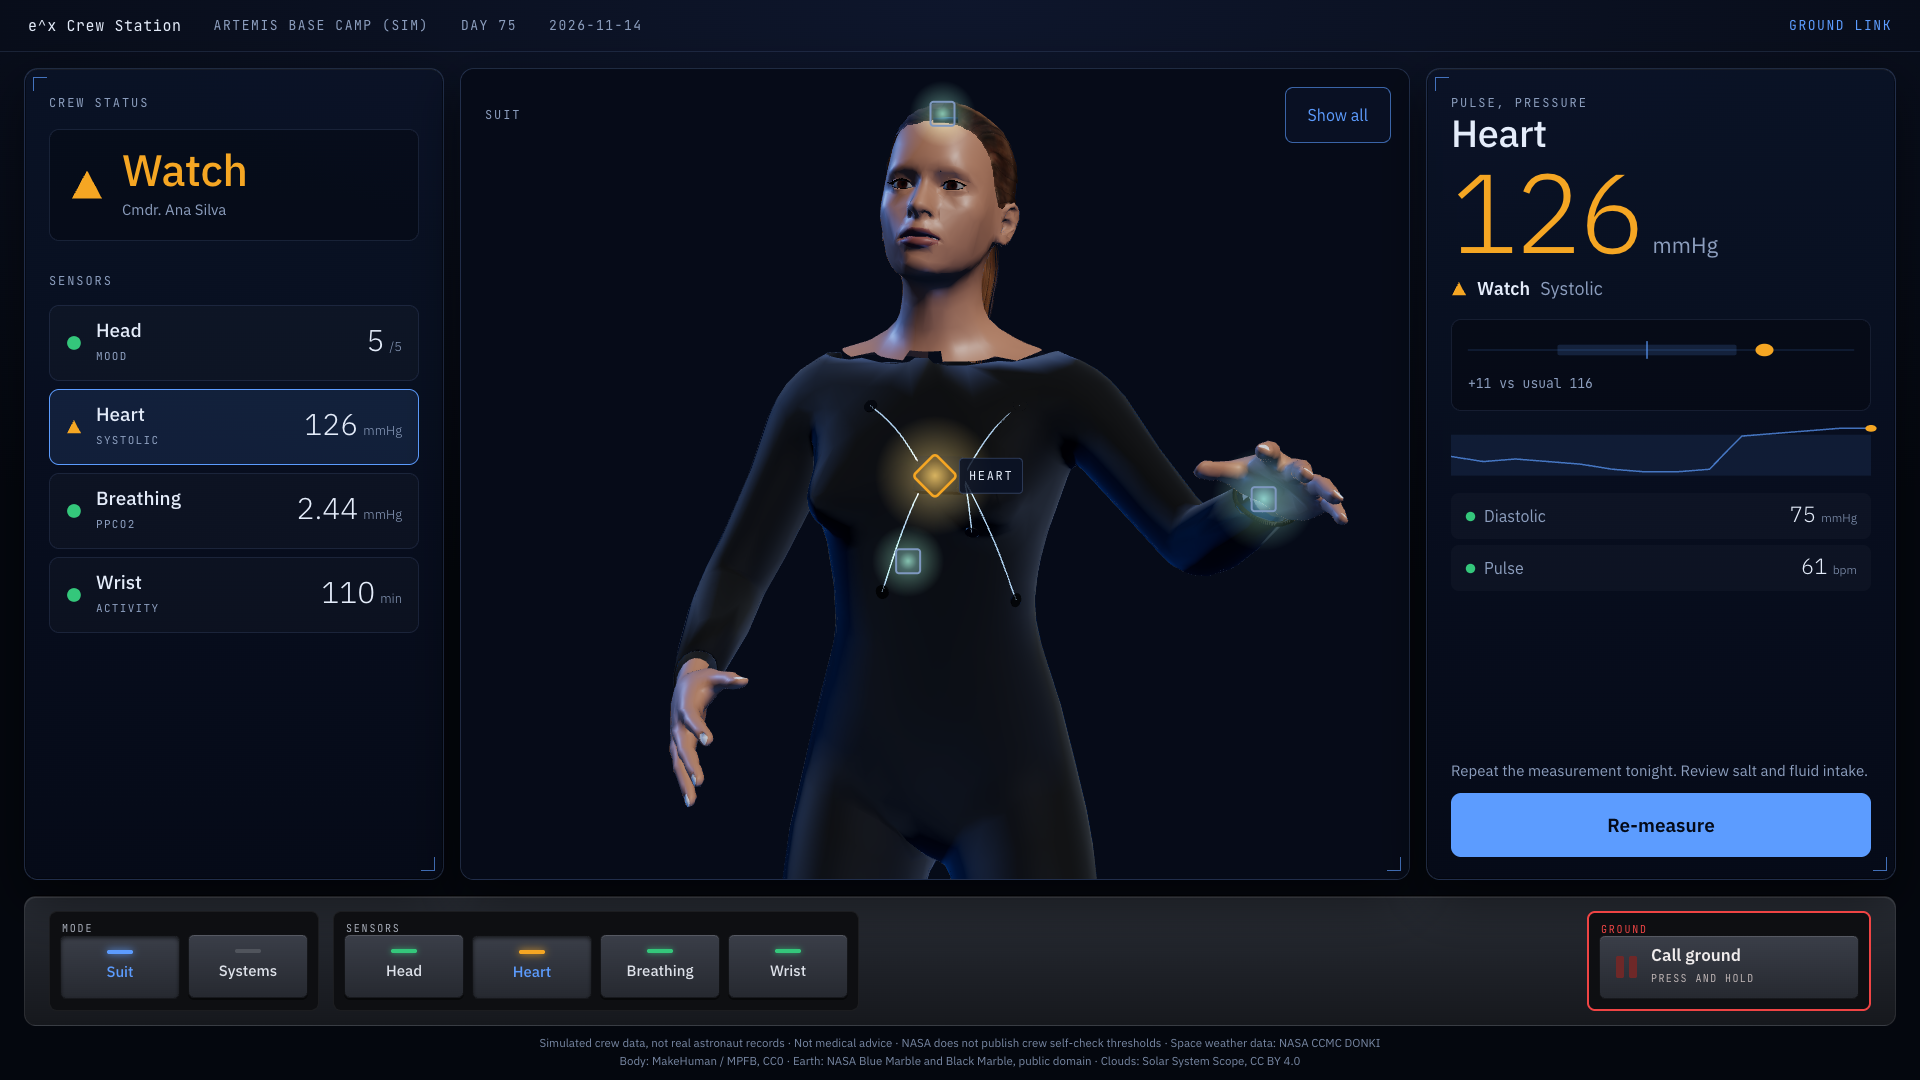 e^x Crew Station
ARTEMIS BASE CAMP (SIM)
DAY 75
2026-11-14
GROUND LINK
CREW STATUS
Watch
Cmdr. Ana Silva
SENSORS
Head
MOOD
5 /5
Heart
SYSTOLIC
126 mmHg
Breathing
PPCO2
2.44 mmHg
Wrist
ACTIVITY
110 min
SUIT
Show all
HEART
PULSE, PRESSURE
Heart
126 mmHg
Watch Systolic
+11 vs usual 116
Diastolic
75 mmHg
Pulse
61 bpm
Repeat the measurement tonight. Review salt and fluid intake.
Re-measure
MODE
Suit
Systems
SENSORS
Head
Heart
Breathing
Wrist
GROUND
Call ground
PRESS AND HOLD
Simulated crew data, not real astronaut records · Not medical advice · NASA does not publish crew self-check thresholds · Space weather data: NASA CCMC DONKI
Body: MakeHuman / MPFB, CC0 · Earth: NASA Blue Marble and Black Marble, public domain · Clouds: Solar System Scope, CC BY 4.0